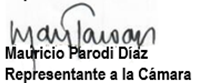 Mauricio Parodi Díaz
Representante a la Cámara